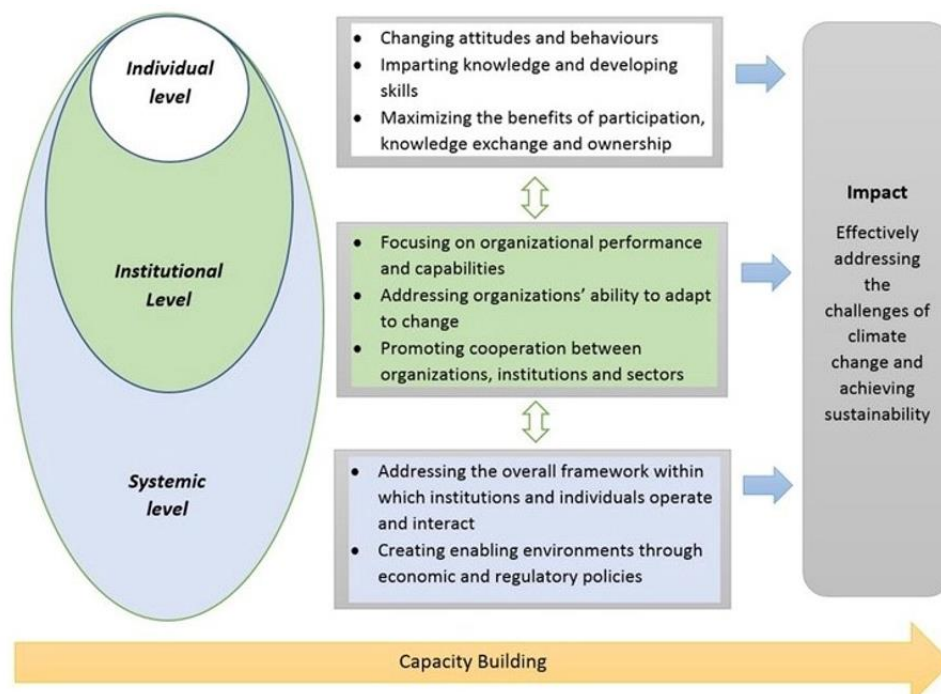 Individual
level
Institutional
Level
Systemic
level
• Changing attitudes and behaviours
• Imparting knowledge and developing
skills
• Maximizing the benefits of participation,
knowledge exchange and ownership
• Focusing on organizational performance
and capabilities
• Addressing organizations’ ability to adapt
to change
• Promoting cooperation between
organizations, institutions and sectors
• Addressing the overall framework within
which institutions and individuals operate
and interact
• Creating enabling environments through
economic and regulatory policies
Impact
Effectively
addressing
the
challenges of
climate
change and
achieving
sustainability
Capacity Building